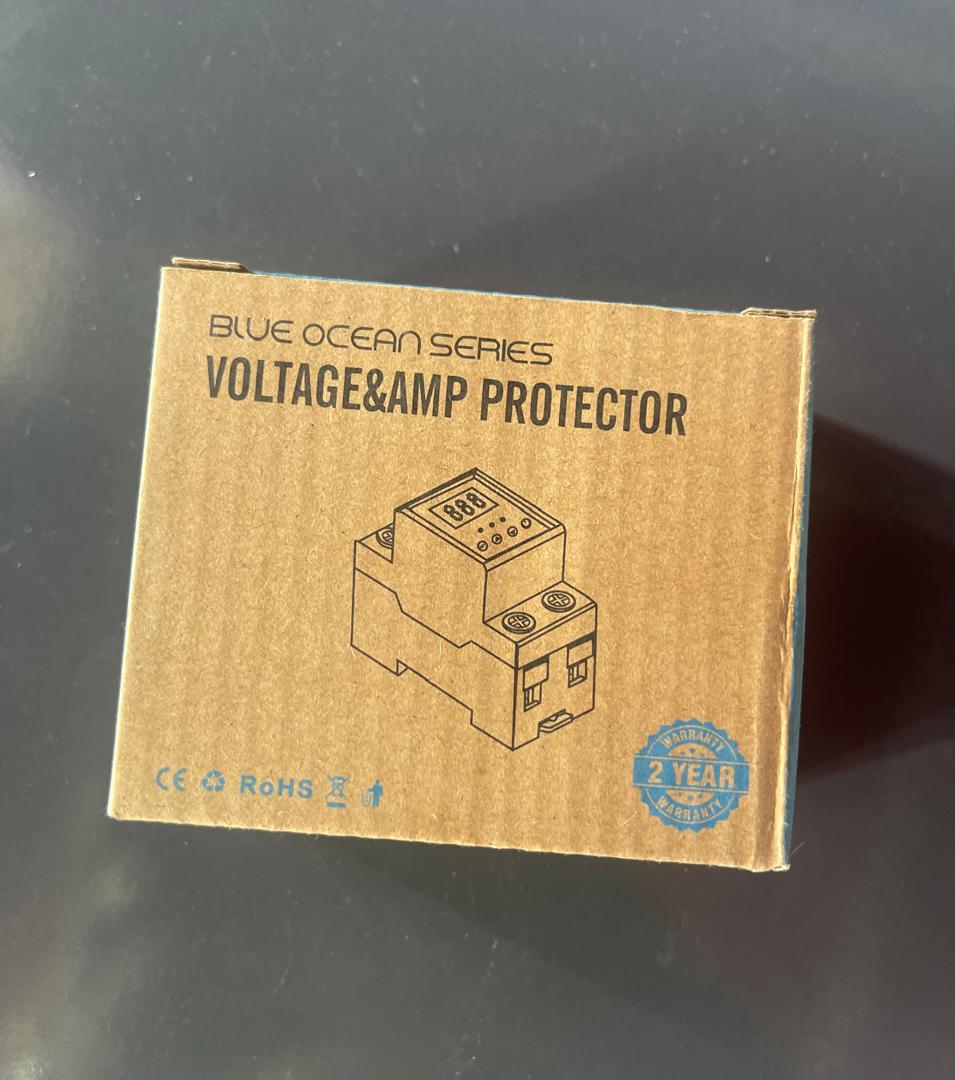 BLUE OCEAN SERIES
VOLTAGE&AMP PROTECTOR
888
CE RoHS
WARRANTY
2 YEAR
WARRANTY